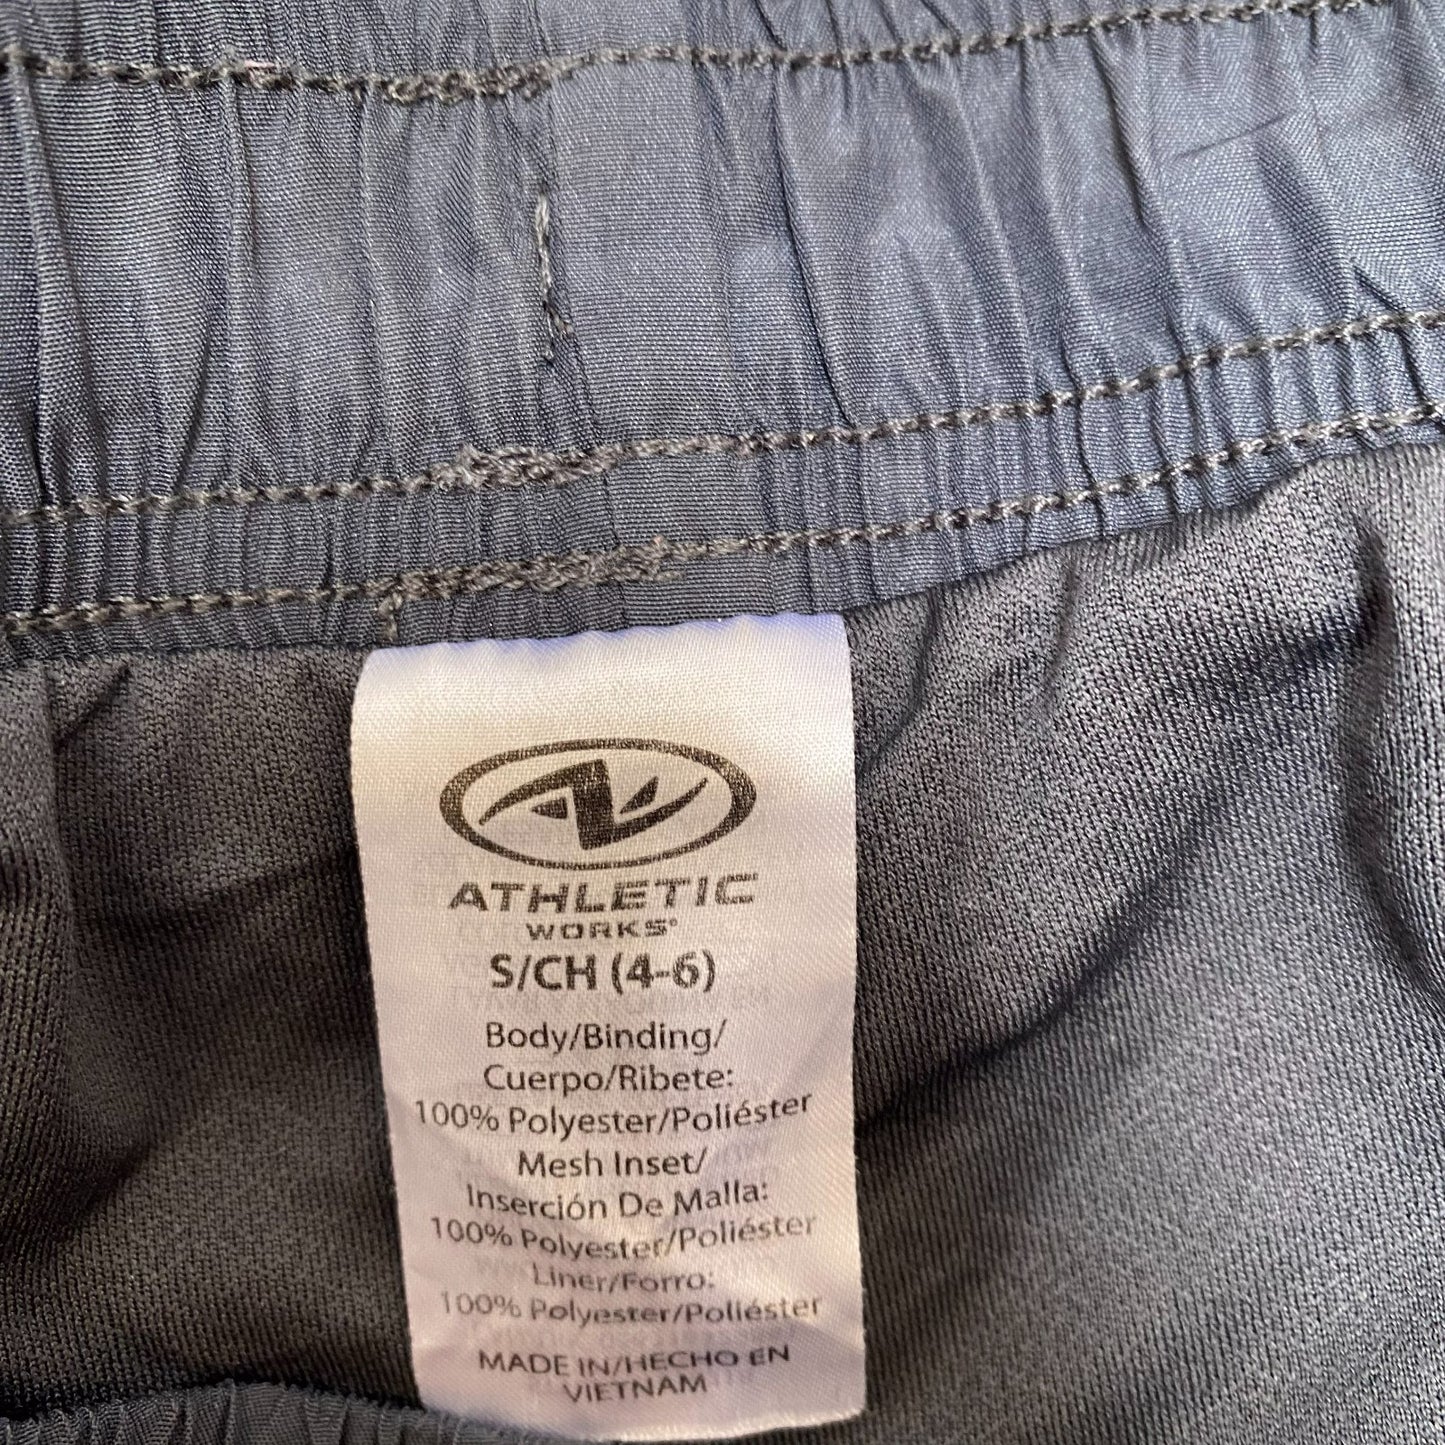 ATHLETIC
WORKS®
S/CH (4-6)
Body/Binding/
Cuerpo/Ribete:
100% Polyester/Poliéster
Mesh Inset/
Inserción De Malla:
100% Polyester/Poliéster
Liner/Forro:
100% Polyester/Poliéster
MADE IN/HECHO EN
VIETNAM